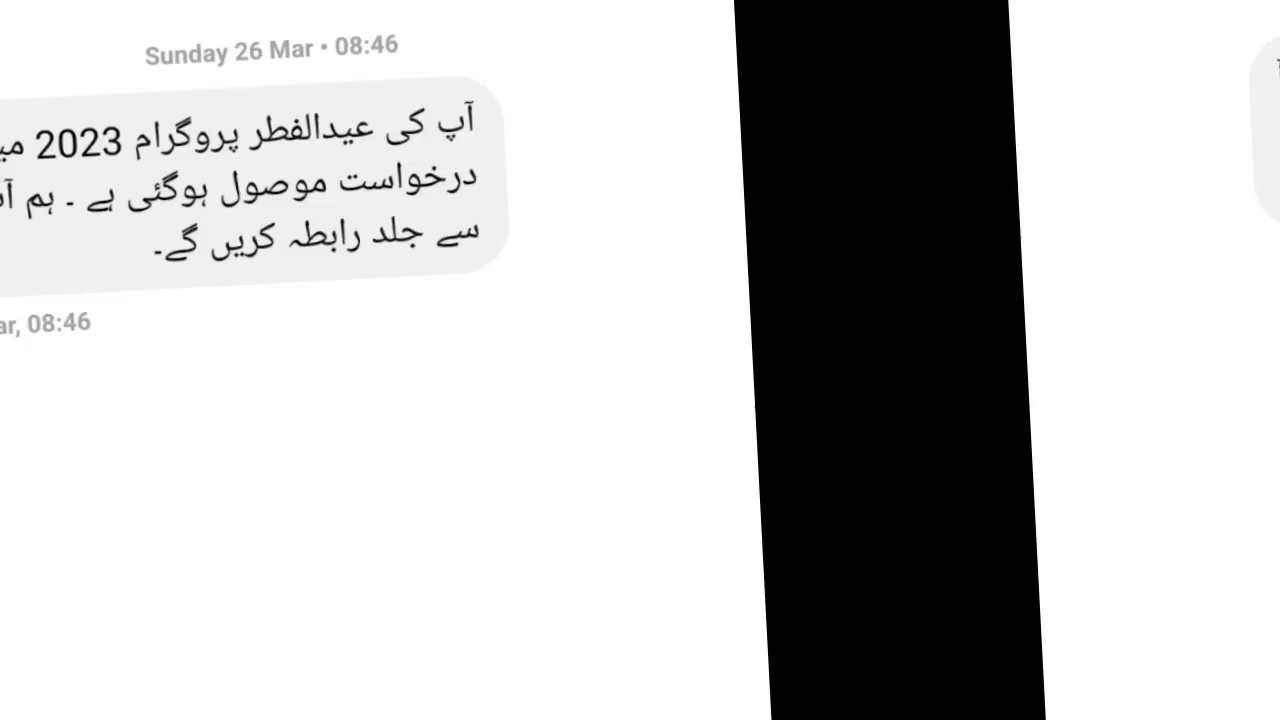 Sunday 26 Mar • 08:46
آپ کی عیدالفطر پروگرام 2023
درخواست موصول ہوگئی ہے ۔ ہم
سے جلد رابطہ کریں گے۔
08:46